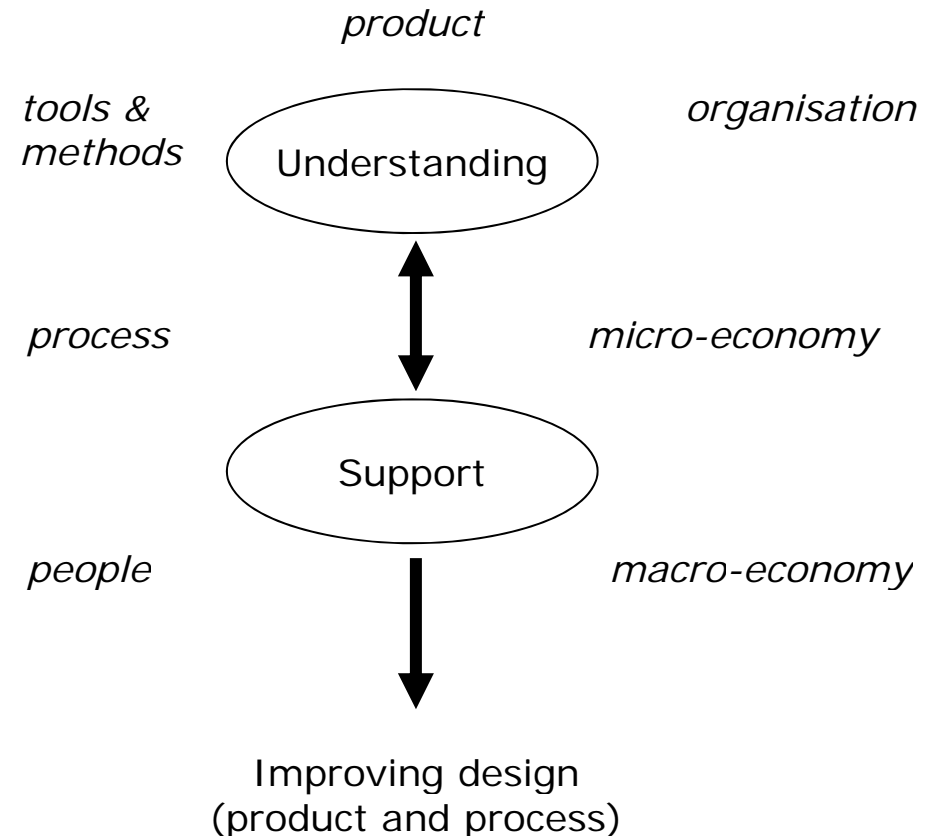 product
tools &
methods
organisation
Understanding
process
micro-economy
Support
people
macro-economy
Improving design
(product and process)